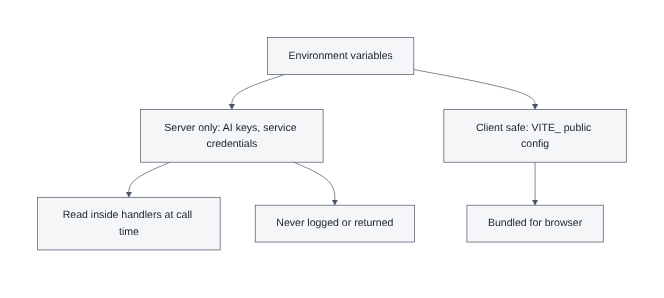 Environment variables
Server only: AI keys, service
credentials
Client safe: VITE_ public
config
Read inside handlers at call
time
Never logged or returned
Bundled for browser